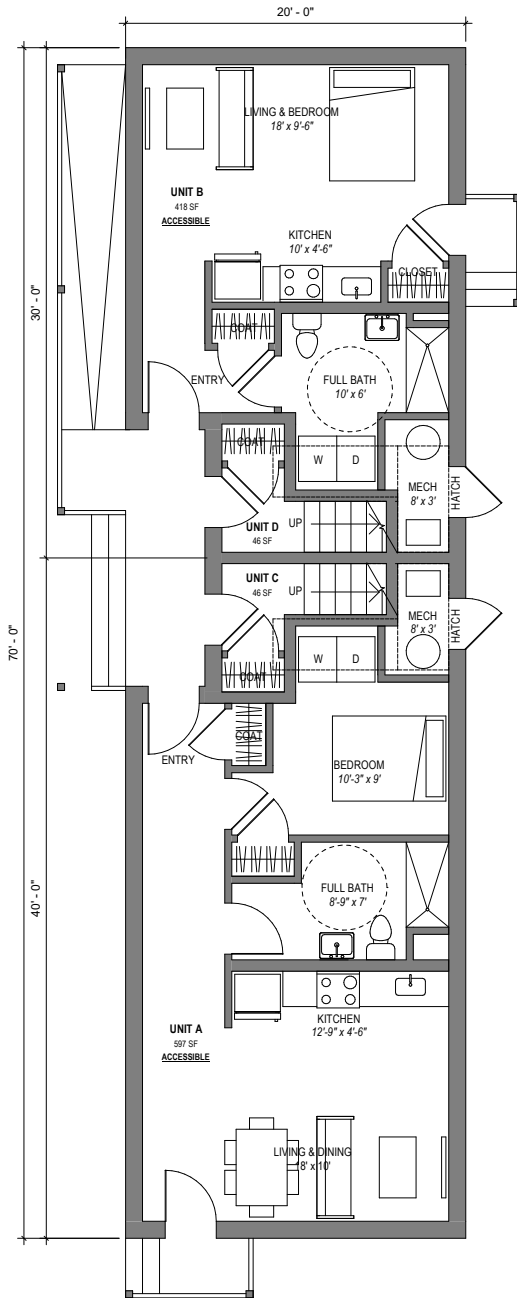 20' - 0"
LIVING & BEDROOM
18' x 9'-6"
UNIT B
418 SF
ACCESSIBLE
KITCHEN
10' x 4'-6"
CLOSET
30' - 0"
COAT
ENTRY
FULL BATH
10' x 6'
COAT
W
D
MECH
8' x 3'
HATCH
UNIT D
46 SF
UP
UNIT C
46 SF
UP
MECH
8' x 3'
HATCH
70' - 0"
W
D
COAT
COAT
ENTRY
BEDROOM
10'-3" x 9'
40' - 0"
FULL BATH
8'-9" x 7'
UNIT A
597 SF
ACCESSIBLE
KITCHEN
12'-9" x 4'-6"
LIVING & DINING
18' x 10'